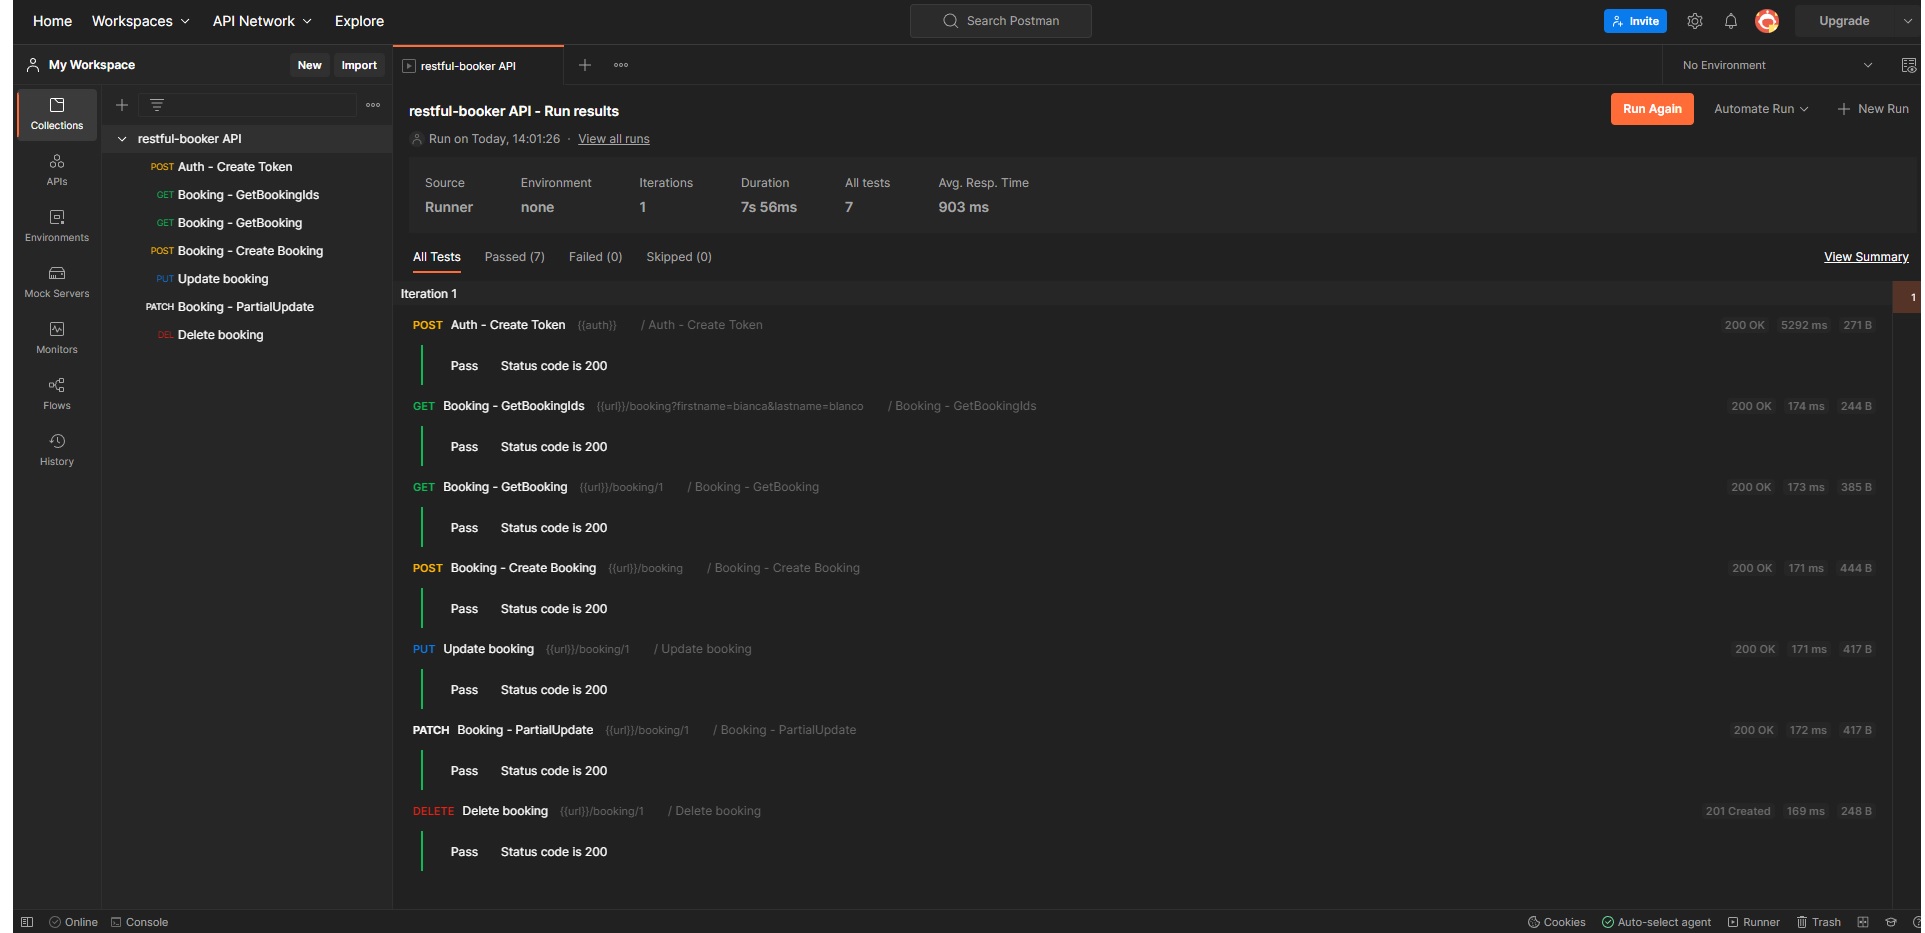 Home Workspaces API Network Explore Search Postman Invite Upgrade
My Workspace New Import restful-booker API No Environment
restful-booker API - Run results Run Again Automate Run New Run
Run on Today, 14:01:26 · View all runs
Source Environment Iterations Duration All tests Avg. Resp. Time
Runner none 1 7s 56ms 7 903 ms
All Tests Passed (7) Failed (0) Skipped (0) View Summary
Collections
APIs
Environments
Mock Servers
Monitors
Flows
History
restful-booker API
POST Auth - Create Token
GET Booking - GetBookingIds
GET Booking - GetBooking
POST Booking - Create Booking
PUT Update booking
PATCH Booking - PartialUpdate
DEL Delete booking
Iteration 1 1
POST Auth - Create Token {{auth}} / Auth - Create Token 200 OK 5292 ms 271 B
Pass Status code is 200
GET Booking - GetBookingIds {{url}}/booking?firstname=bianca&lastname=blanco / Booking - GetBookingIds 200 OK 174 ms 244 B
Pass Status code is 200
GET Booking - GetBooking {{url}}/booking/1 / Booking - GetBooking 200 OK 173 ms 385 B
Pass Status code is 200
POST Booking - Create Booking {{url}}/booking / Booking - Create Booking 200 OK 171 ms 444 B
Pass Status code is 200
PUT Update booking {{url}}/booking/1 / Update booking 200 OK 171 ms 417 B
Pass Status code is 200
PATCH Booking - PartialUpdate {{url}}/booking/1 / Booking - PartialUpdate 200 OK 172 ms 417 B
Pass Status code is 200
DELETE Delete booking {{url}}/booking/1 / Delete booking 201 Created 169 ms 248 B
Pass Status code is 200
Online Console Cookies Auto-select agent Runner Trash